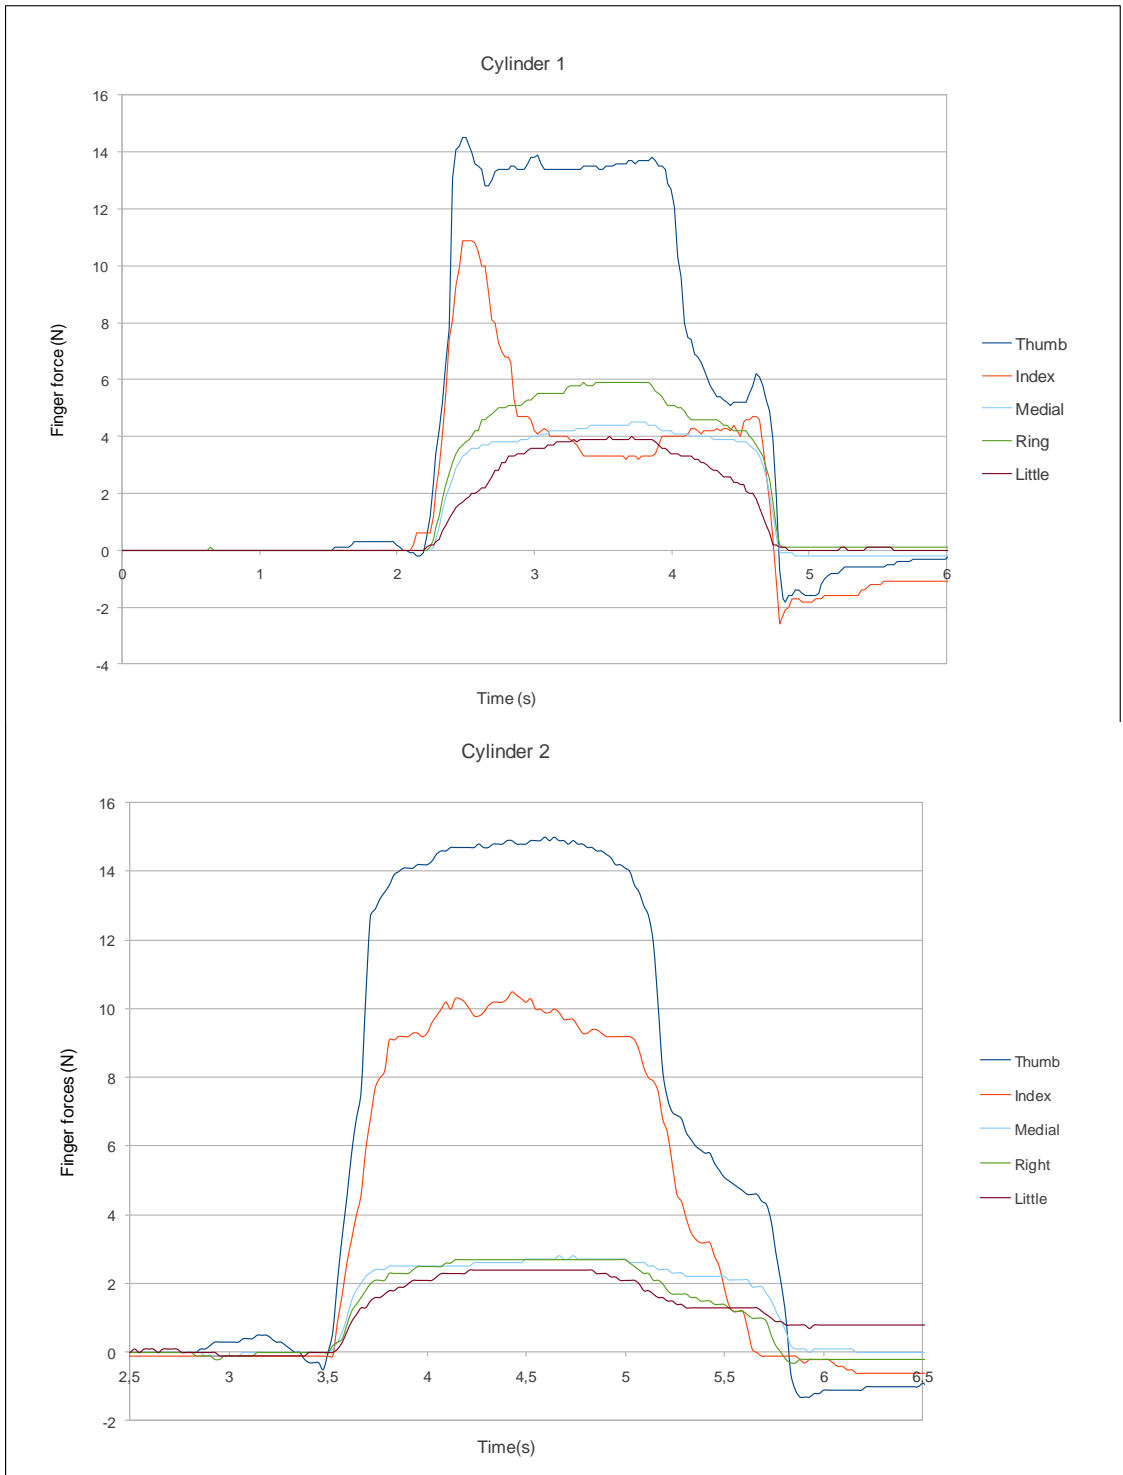 Cylinder 1
16
14
12
10
8
6
4
2
0
-2
-4
0 1 2 3 4 5 6
Finger force (N)
Time (s)
Thumb
Index
Medial
Ring
Little
Cylinder 2
16
14
12
10
8
6
4
2
0
-2
2,5 3 3,5 4 4,5 5 5,5 6 6,5
Finger forces (N)
Time(s)
Thumb
Index
Medial
Right
Little